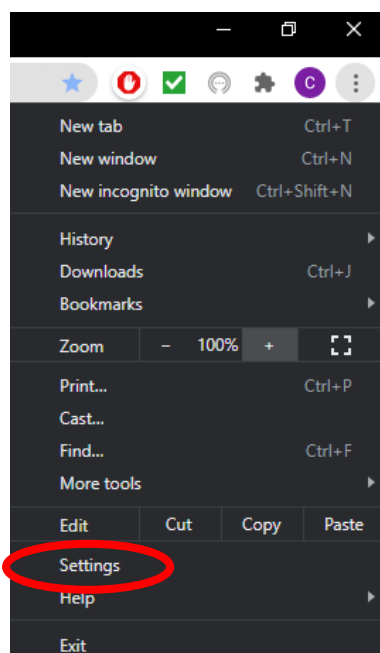 C
New tab Ctrl+T
New window Ctrl+N
New incognito window Ctrl+Shift+N
History
Downloads Ctrl+J
Bookmarks
Zoom − 100% +
Print... Ctrl+P
Cast...
Find... Ctrl+F
More tools
Edit Cut Copy Paste
Settings
Help
Exit